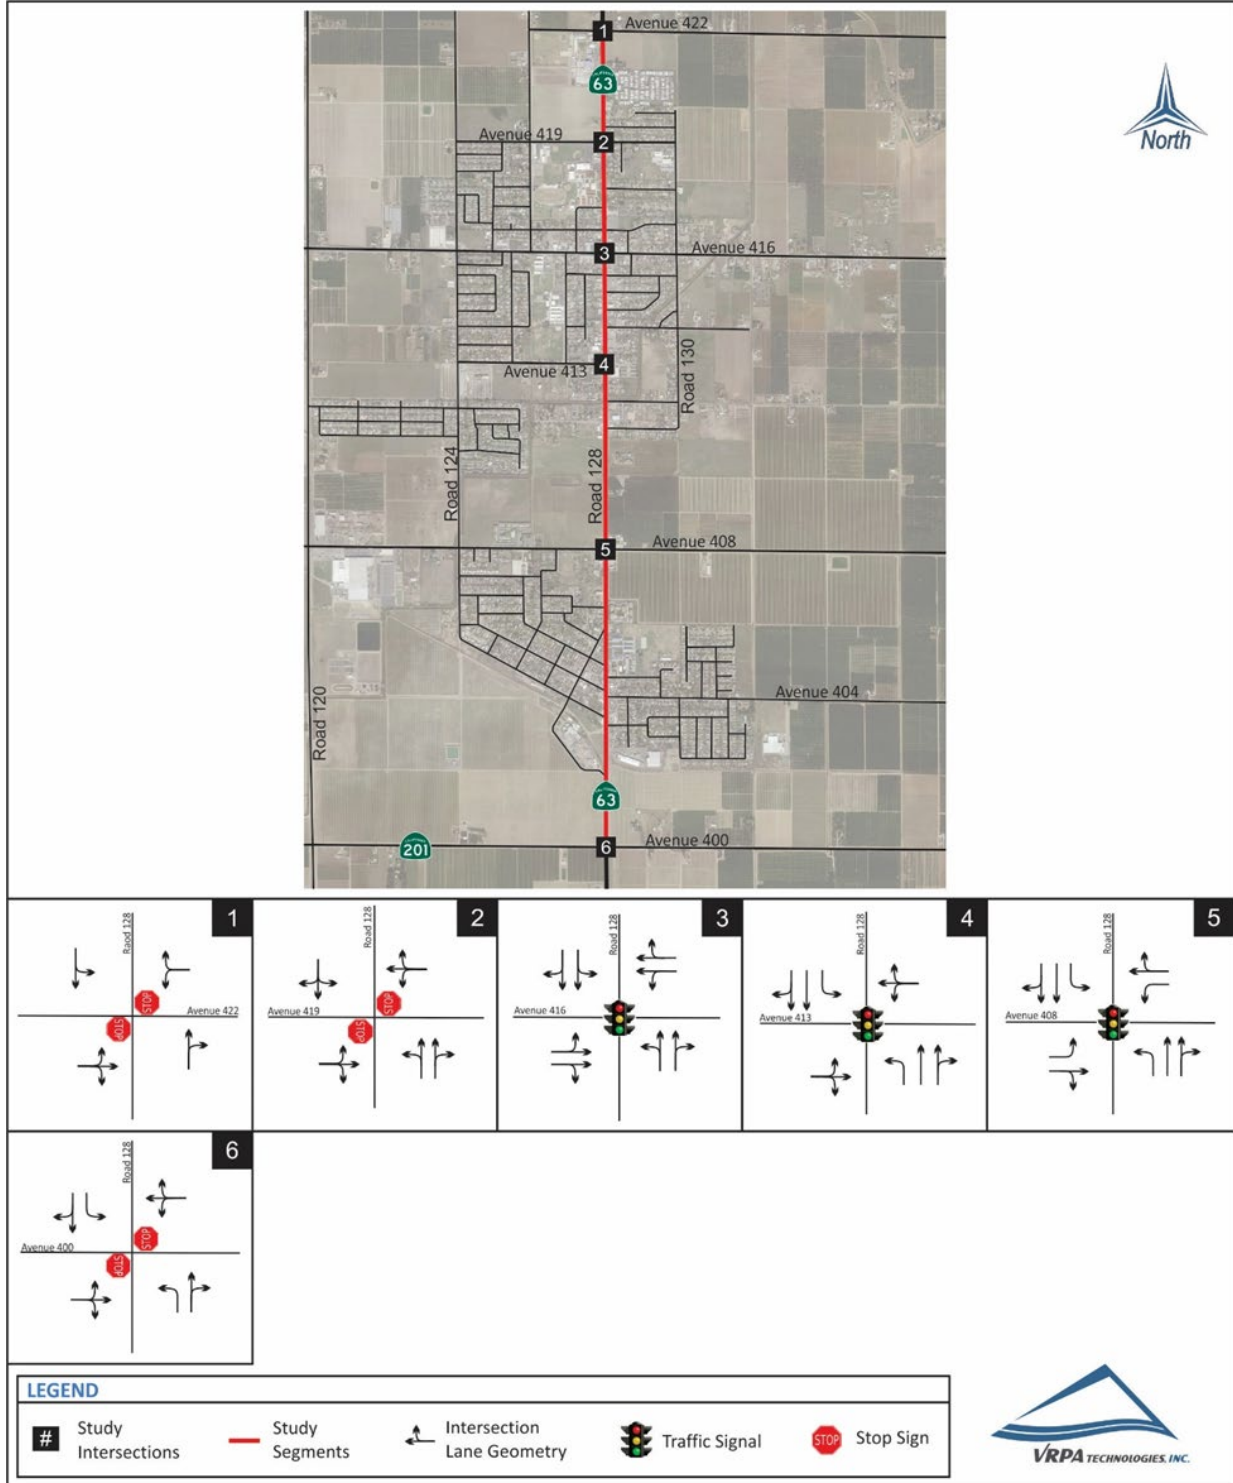 1
Avenue 422
CALIFORNIA
63
North
Avenue 419
2
3
Avenue 416
4
Avenue 413
Road 130
Road 124
Road 128
5
Avenue 408
Avenue 404
Road 120
63
201
6
Avenue 400
1
Raod 128
STOP
Avenue 422
STOP
2
Road 128
STOP
Avenue 419
STOP
3
Road 128
Avenue 416
4
Road 128
Avenue 413
5
Road 128
Avenue 408
6
Road 128
STOP
Avenue 400
STOP
LEGEND
# Study
Intersections
Study
Segments
Intersection
Lane Geometry
Traffic Signal
STOP Stop Sign
VRPA TECHNOLOGIES, INC.